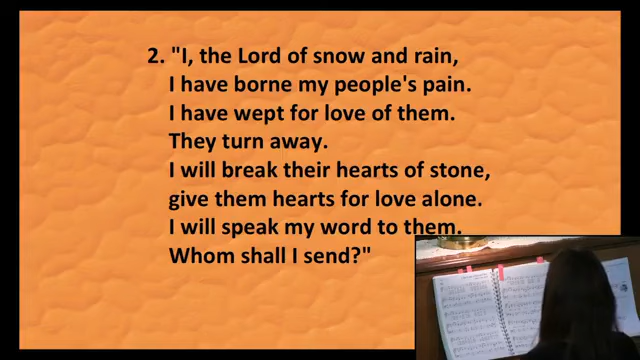 2. "I, the Lord of snow and rain,
I have borne my people's pain.
I have wept for love of them.
They turn away.
I will break their hearts of stone,
give them hearts for love alone.
I will speak my word to them.
Whom shall I send?"